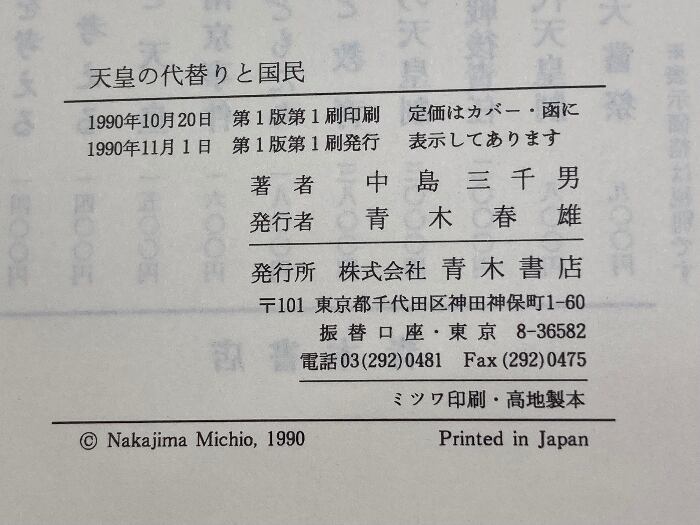 天皇の代替りと国民
1990年10月20日 第1版第1刷印刷 定価はカバー・函に
1990年11月1日 第1版第1刷発行 表示してあります
著者 中島三千男
発行者 青木春雄
発行所 株式会社 青木書店
〒101 東京都千代田区神田神保町1-60
振替口座・東京 8-36582
電話03(292)0481 Fax(292)0475
ミツワ印刷・高地製本
© Nakajima Michio, 1990 Printed in Japan